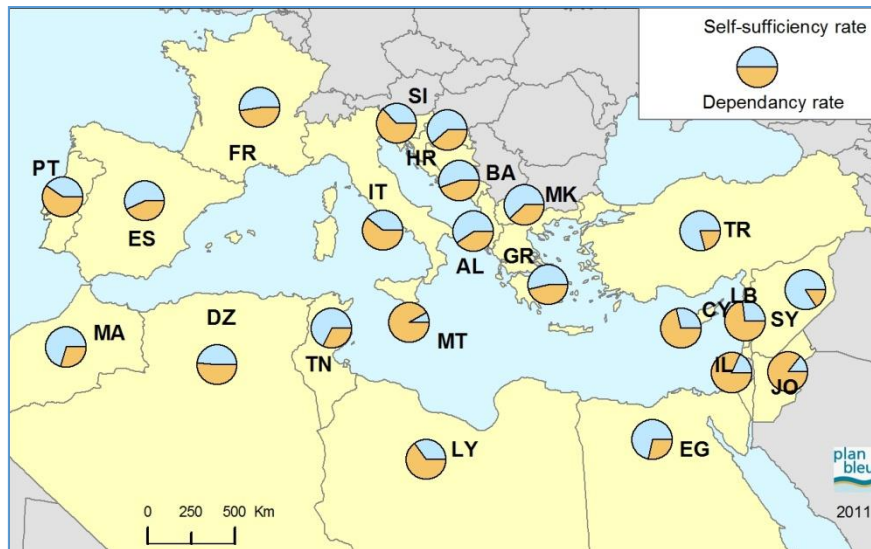 Self-sufficiency rate
Dependancy rate
SI
FR
HR
PT
BA
IT
MK
ES
TR
AL
GR
CY
LB
SY
DZ
MA
TN
MT
IL
JO
LY
EG
plan
bleu
0 250 500 Km
2011